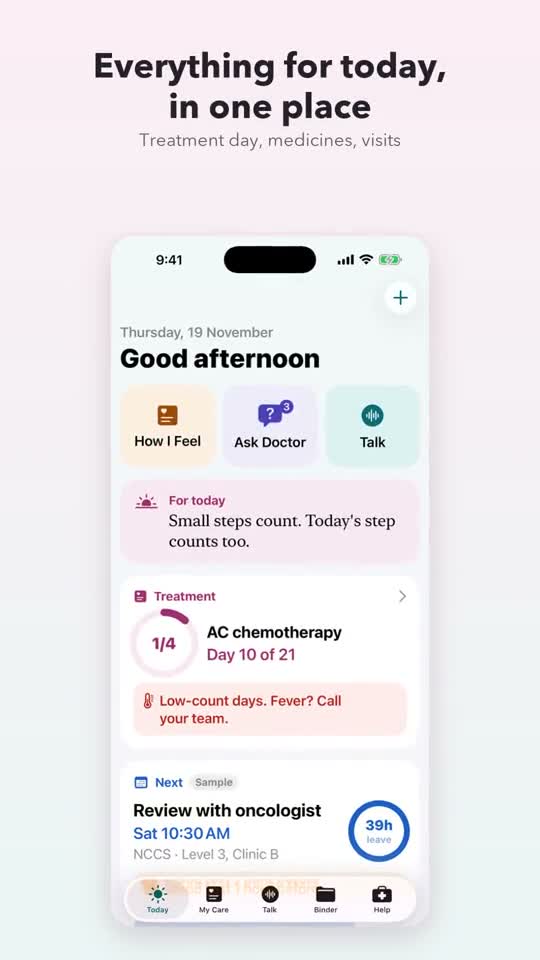 Everything for today,
in one place
Treatment day, medicines, visits
9:41
Thursday, 19 November
Good afternoon
How I Feel
3
Ask Doctor
Talk
For today
Small steps count. Today's step
counts too.
Treatment
1/4
AC chemotherapy
Day 10 of 21
Low-count days. Fever? Call
your team.
Next Sample
Review with oncologist
Sat 10:30 AM
NCCS · Level 3, Clinic B
39h
leave
Today
My Care
Talk
Binder
Help